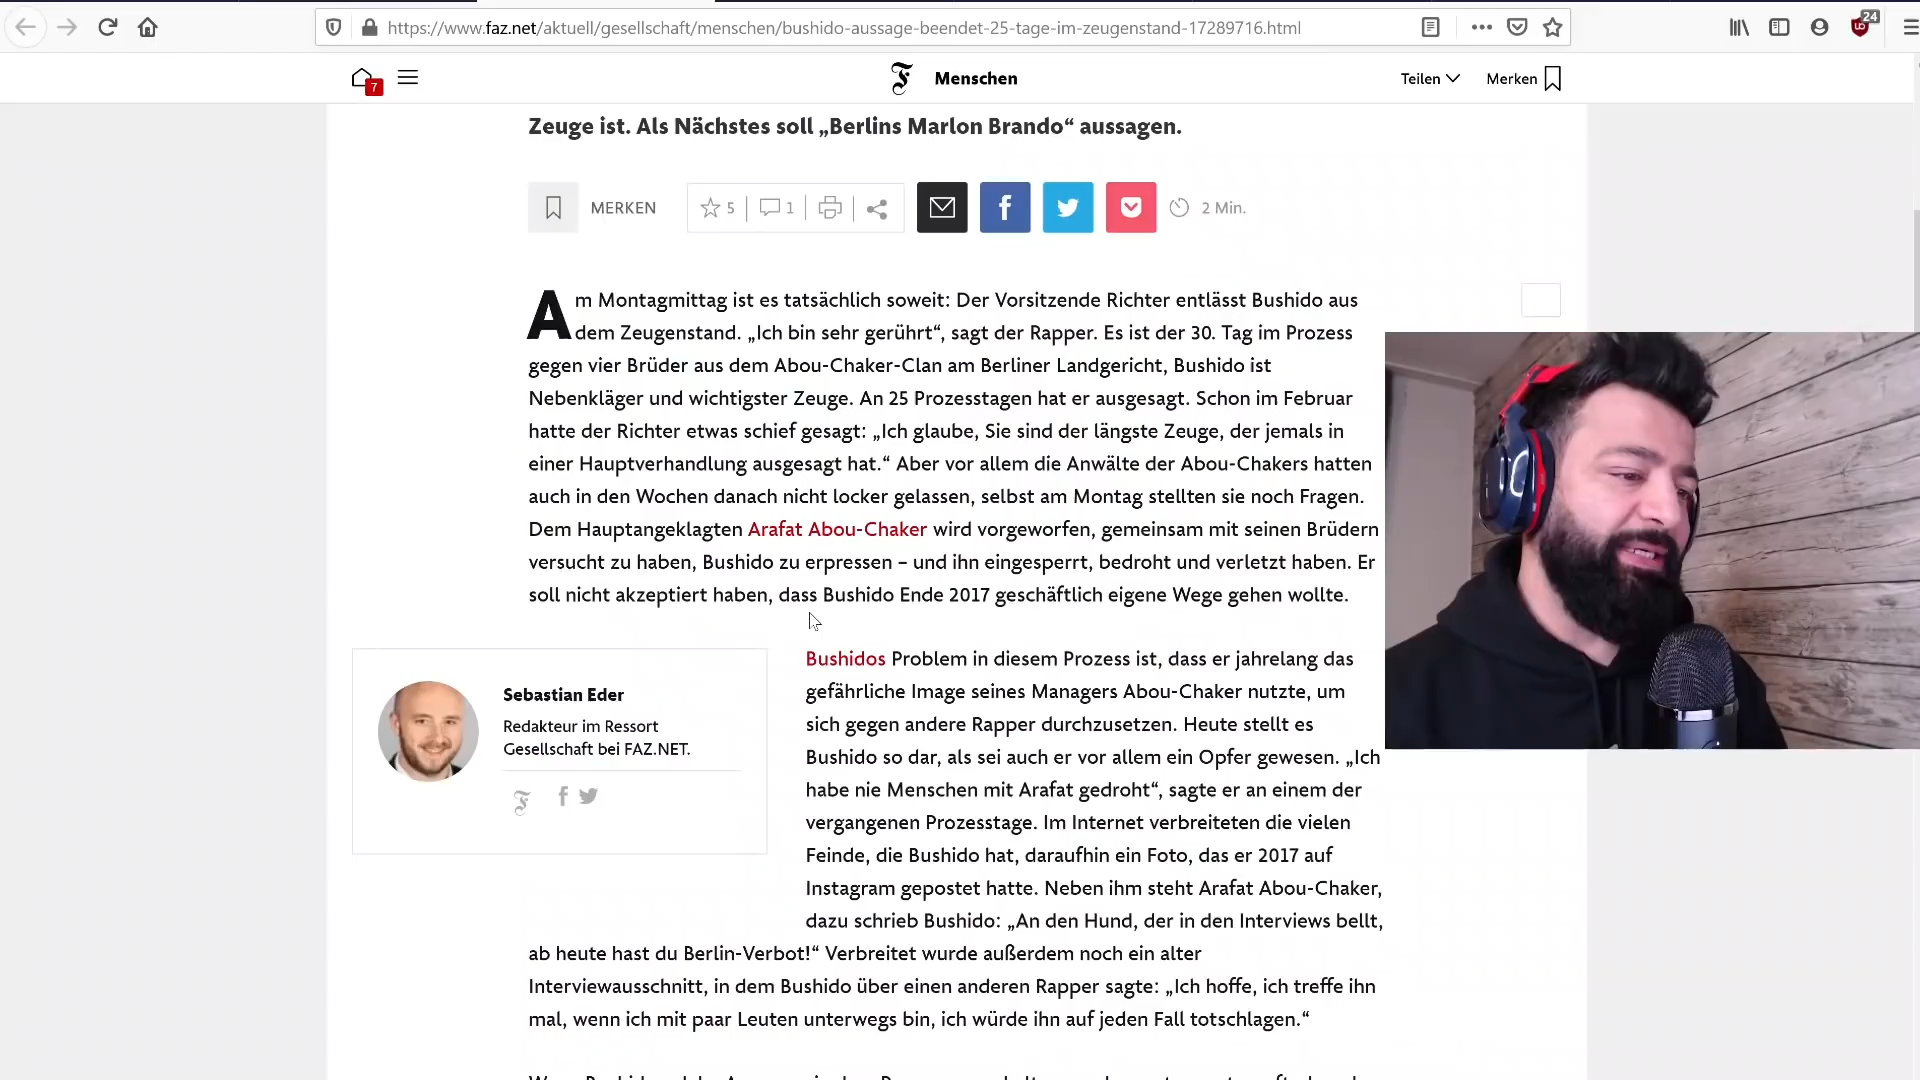 https://www.faz.net/aktuell/gesellschaft/menschen/bushido-aussage-beendet-25-tage-im-zeugenstand-17289716.html
24
7
Menschen
Teilen
Merken
Zeuge ist. Als Nächstes soll „Berlins Marlon Brando“ aussagen.
MERKEN
5
1
2 Min.
Am Montagmittag ist es tatsächlich soweit: Der Vorsitzende Richter entlässt Bushido aus
dem Zeugenstand. „Ich bin sehr gerührt“, sagt der Rapper. Es ist der 30. Tag im Prozess
gegen vier Brüder aus dem Abou-Chaker-Clan am Berliner Landgericht, Bushido ist
Nebenkläger und wichtigster Zeuge. An 25 Prozesstagen hat er ausgesagt. Schon im Februar
hatte der Richter etwas schief gesagt: „Ich glaube, Sie sind der längste Zeuge, der jemals in
einer Hauptverhandlung ausgesagt hat.“ Aber vor allem die Anwälte der Abou-Chakers hatten
auch in den Wochen danach nicht locker gelassen, selbst am Montag stellten sie noch Fragen.
Dem Hauptangeklagten Arafat Abou-Chaker wird vorgeworfen, gemeinsam mit seinen Brüdern
versucht zu haben, Bushido zu erpressen – und ihn eingesperrt, bedroht und verletzt haben. Er
soll nicht akzeptiert haben, dass Bushido Ende 2017 geschäftlich eigene Wege gehen wollte.
Sebastian Eder
Redakteur im Ressort
Gesellschaft bei FAZ.NET.
Bushidos Problem in diesem Prozess ist, dass er jahrelang das
gefährliche Image seines Managers Abou-Chaker nutzte, um
sich gegen andere Rapper durchzusetzen. Heute stellt es
Bushido so dar, als sei auch er vor allem ein Opfer gewesen. „Ich
habe nie Menschen mit Arafat gedroht“, sagte er an einem der
vergangenen Prozesstage. Im Internet verbreiteten die vielen
Feinde, die Bushido hat, daraufhin ein Foto, das er 2017 auf
Instagram gepostet hatte. Neben ihm steht Arafat Abou-Chaker,
dazu schrieb Bushido: „An den Hund, der in den Interviews bellt,
ab heute hast du Berlin-Verbot!“ Verbreitet wurde außerdem noch ein alter
Interviewausschnitt, in dem Bushido über einen anderen Rapper sagte: „Ich hoffe, ich treffe ihn
mal, wenn ich mit paar Leuten unterwegs bin, ich würde ihn auf jeden Fall totschlagen.“